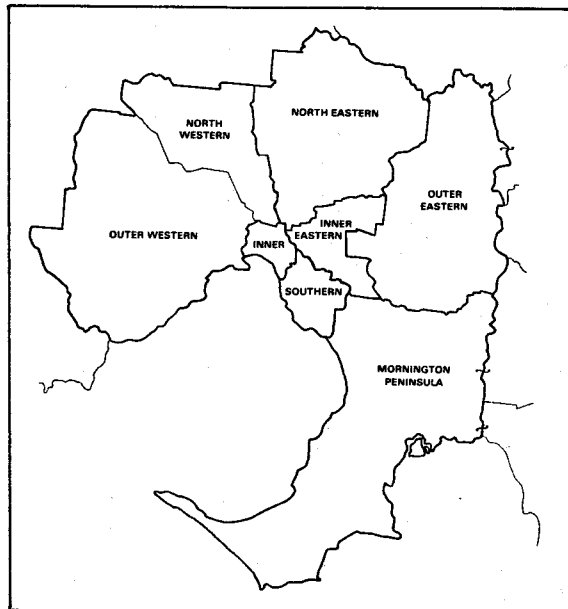 NORTH EASTERN
NORTH
WESTERN
OUTER
EASTERN
INNER
EASTERN
OUTER WESTERN
INNER
SOUTHERN
MORNINGTON
PENINSULA